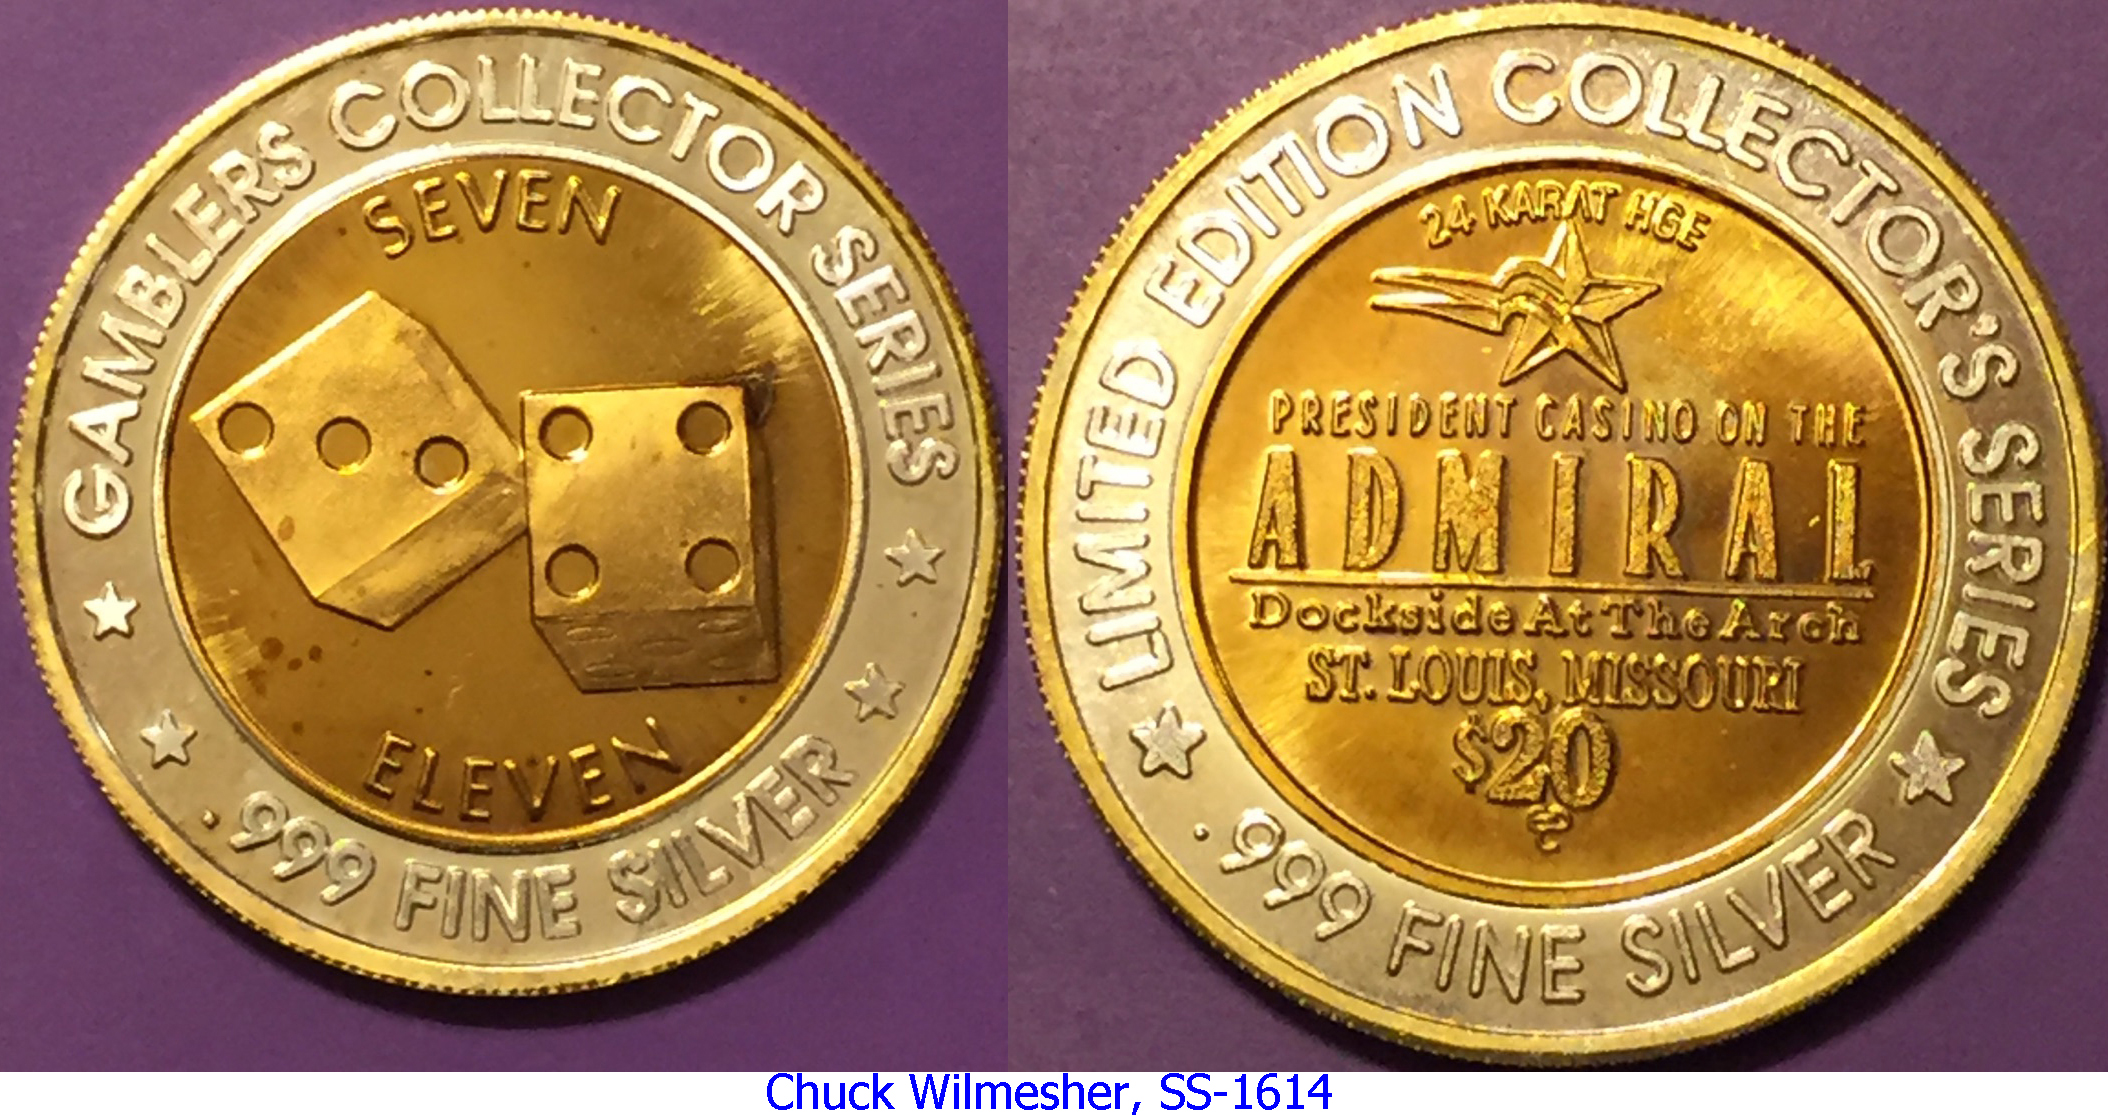 GAMBLERS COLLECTOR SERIES
SEVEN
ELEVEN
.999 FINE SILVER
LIMITED EDITION COLLECTOR'S SERIES
24 KARAT HGE
PRESIDENT CASINO ON THE
ADMIRAL
Dockside At The Arch
ST. LOUIS, MISSOURI
$20
.999 FINE SILVER
Chuck Wilmesher, SS-1614